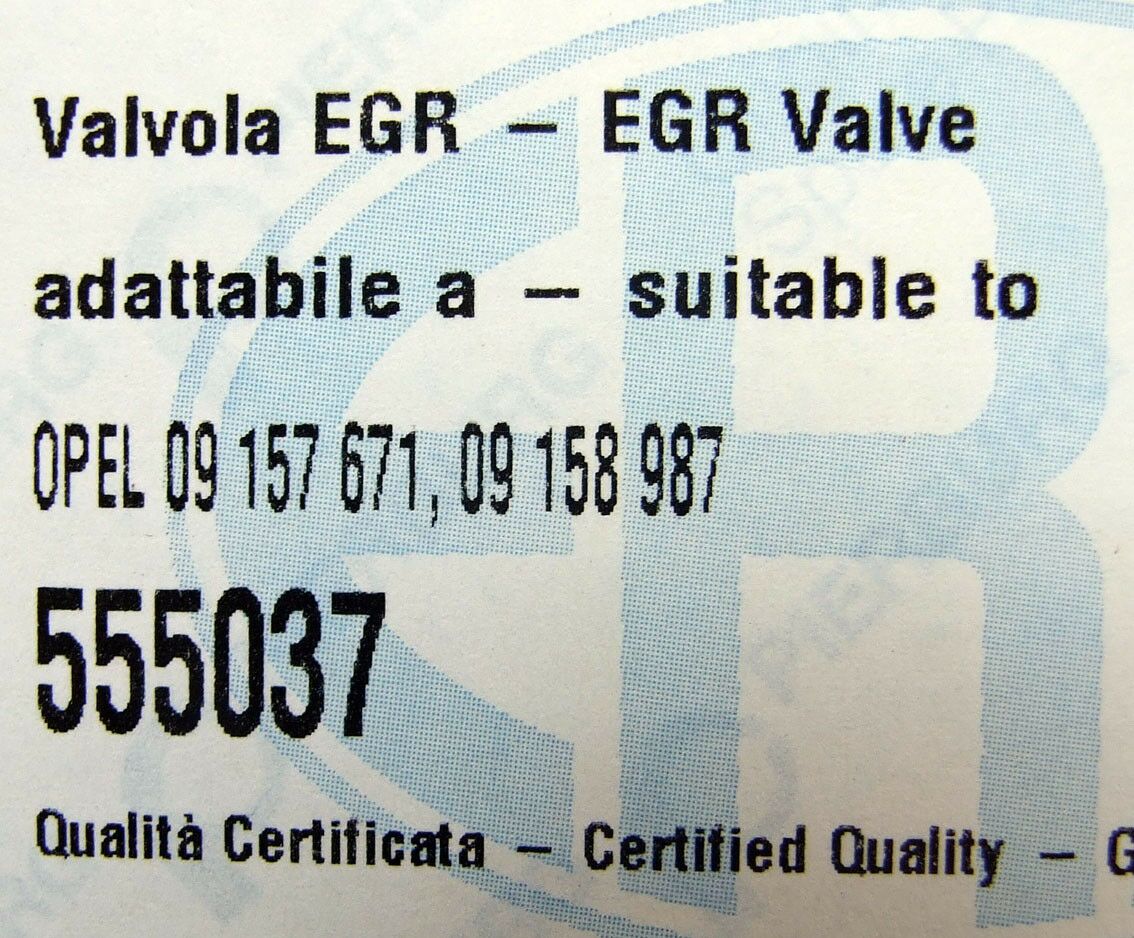 Valvola EGR – EGR Valve
adattabile a – suitable to
OPEL 09 157 671, 09 158 987
555037
Qualità Certificata – Certified Quality – G